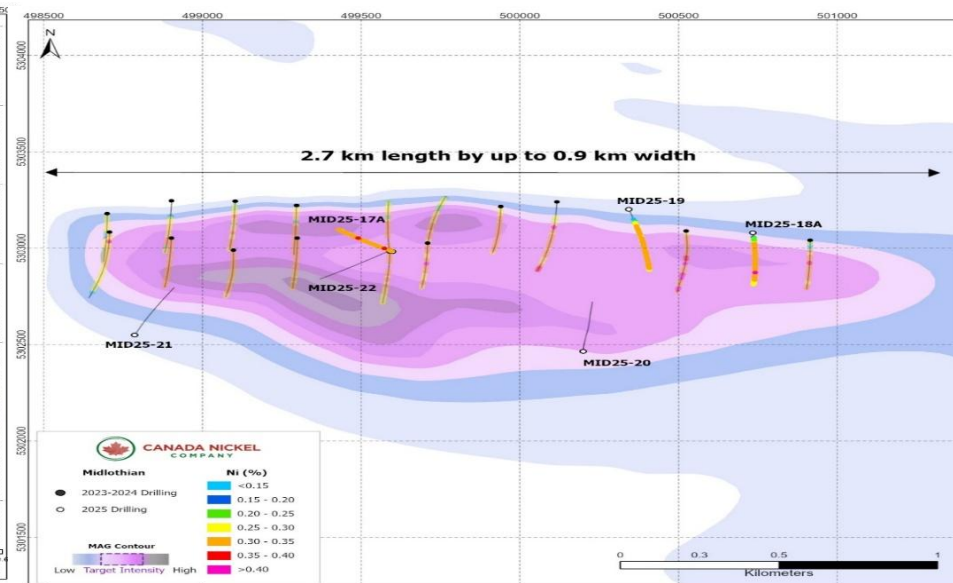 498500 499000 499500 500000 500500 501000
N
5304000
5303500
2.7 km length by up to 0.9 km width
MID25-19
MID25-17A
MID25-18A
5303000
MID25-22
5302500
MID25-21
MID25-20
5302000
5301500
CANADA NICKEL
COMPANY
Midlothian
2023-2024 Drilling
2025 Drilling
MAG Contour
Low Target Intensity High
Ni (%)
<0.15
0.15 - 0.20
0.20 - 0.25
0.25 - 0.30
0.30 - 0.35
0.35 - 0.40
>0.40
0 0.3 0.5 1
Kilometers